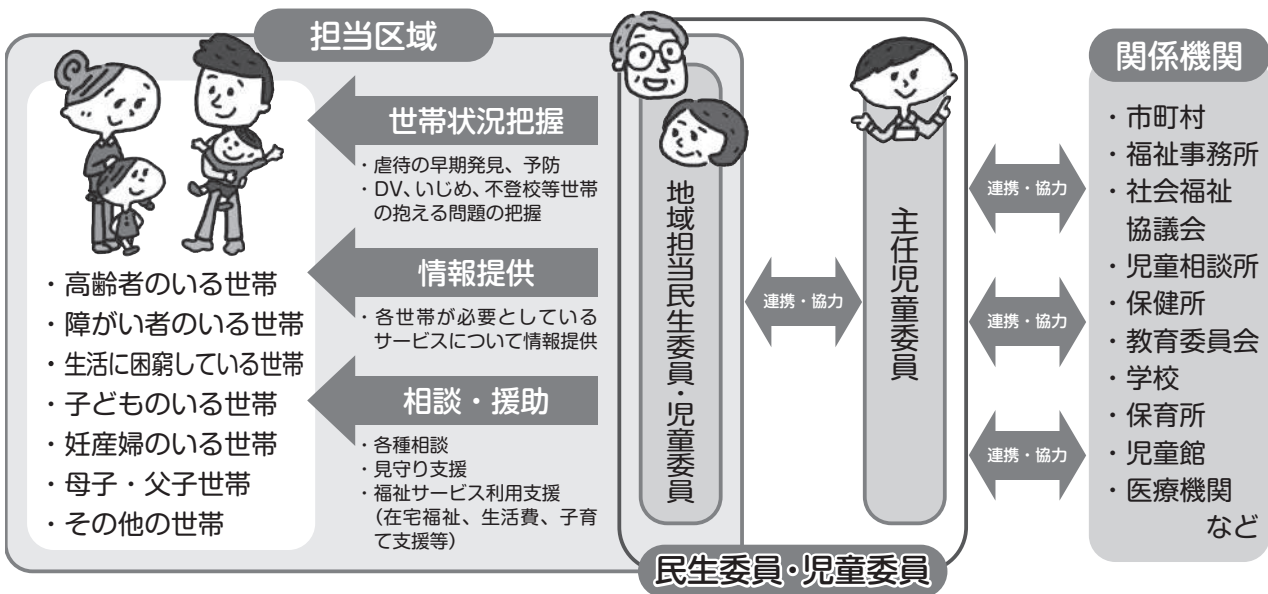 担当区域
・高齢者のいる世帯
・障がい者のいる世帯
・生活に困窮している世帯
・子どものいる世帯
・妊産婦のいる世帯
・母子・父子世帯
・その他の世帯
世帯状況把握
・虐待の早期発見、予防
・DV、いじめ、不登校等世帯
の抱える問題の把握
情報提供
・各世帯が必要としている
サービスについて情報提供
相談・援助
・各種相談
・見守り支援
・福祉サービス利用支援
（在宅福祉、生活費、子育
て支援等）
地域担当民生委員・児童委員
連携・協力
主任児童委員
民生委員・児童委員
連携・協力
連携・協力
連携・協力
関係機関
・市町村
・福祉事務所
・社会福祉
協議会
・児童相談所
・保健所
・教育委員会
・学校
・保育所
・児童館
・医療機関
など